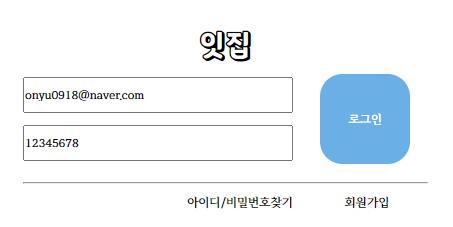 잇집
onyu0918@naver.com
12345678
로그인
아이디/비밀번호찾기 회원가입